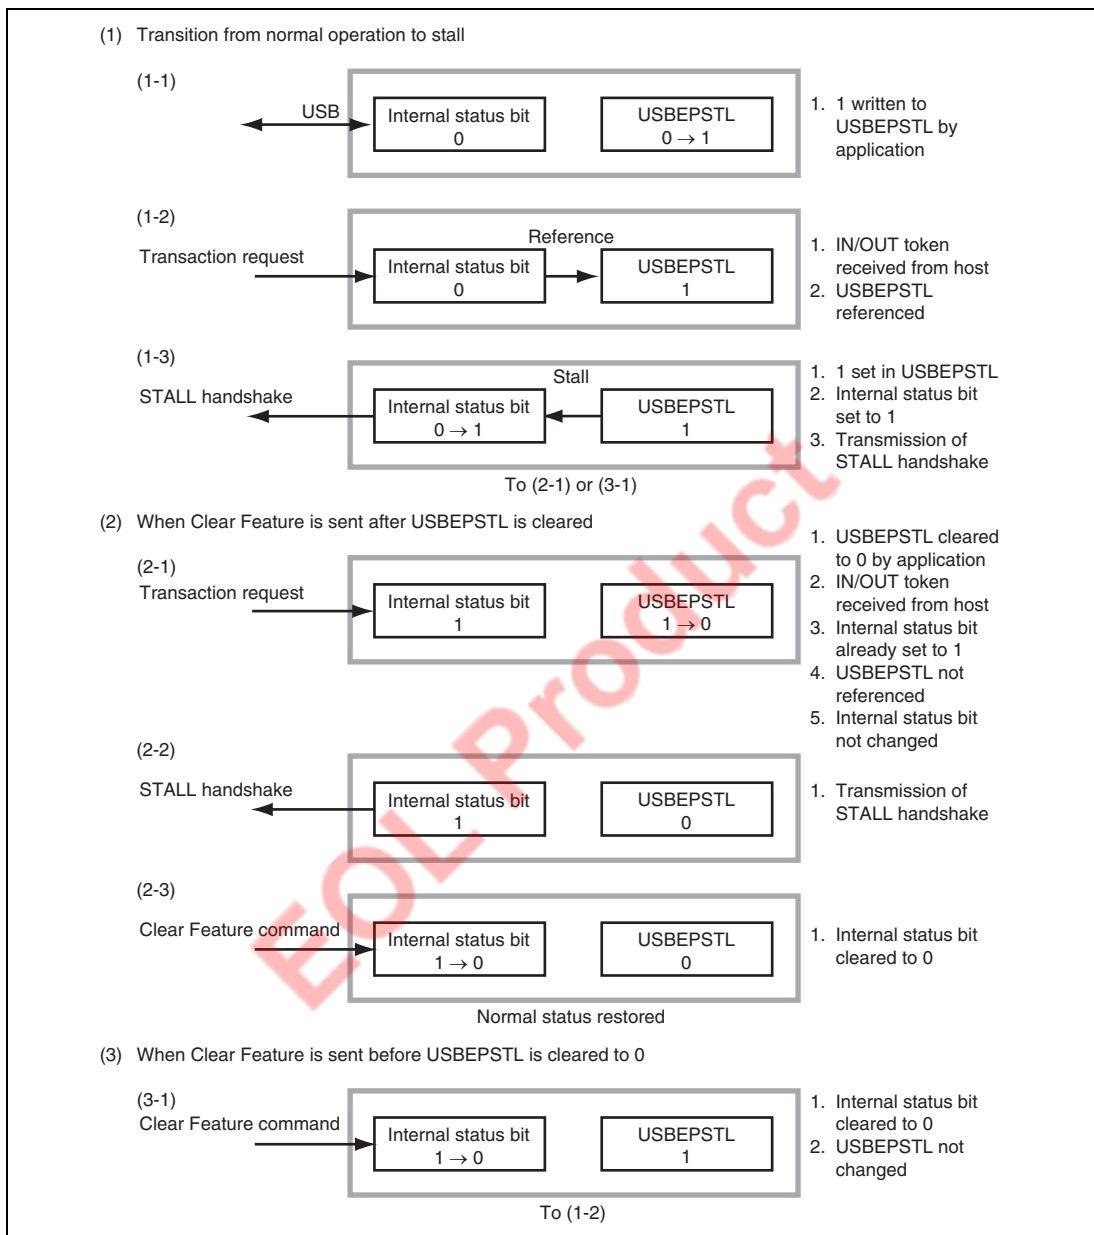 (1) Transition from normal operation to stall
(1-1)
USB
Internal status bit
0
USBEPSTL
0 → 1
1. 1 written to
USBEPSTL by
application
(1-2)
Transaction request
Reference
Internal status bit
0
USBEPSTL
1
1. IN/OUT token
received from host
2. USBEPSTL
referenced
(1-3)
STALL handshake
Stall
Internal status bit
0 → 1
USBEPSTL
1
1. 1 set in USBEPSTL
2. Internal status bit
set to 1
3. Transmission of
STALL handshake
To (2-1) or (3-1)
(2) When Clear Feature is sent after USBEPSTL is cleared
(2-1)
Transaction request
Internal status bit
1
USBEPSTL
1 → 0
1. USBEPSTL cleared
to 0 by application
2. IN/OUT token
received from host
3. Internal status bit
already set to 1
4. USBEPSTL not
referenced
5. Internal status bit
not changed
(2-2)
STALL handshake
Internal status bit
1
USBEPSTL
0
1. Transmission of
STALL handshake
(2-3)
Clear Feature command
Internal status bit
1 → 0
USBEPSTL
0
1. Internal status bit
cleared to 0
Normal status restored
(3) When Clear Feature is sent before USBEPSTL is cleared to 0
(3-1)
Clear Feature command
Internal status bit
1 → 0
USBEPSTL
1
1. Internal status bit
cleared to 0
2. USBEPSTL not
changed
To (1-2)
EOL Product